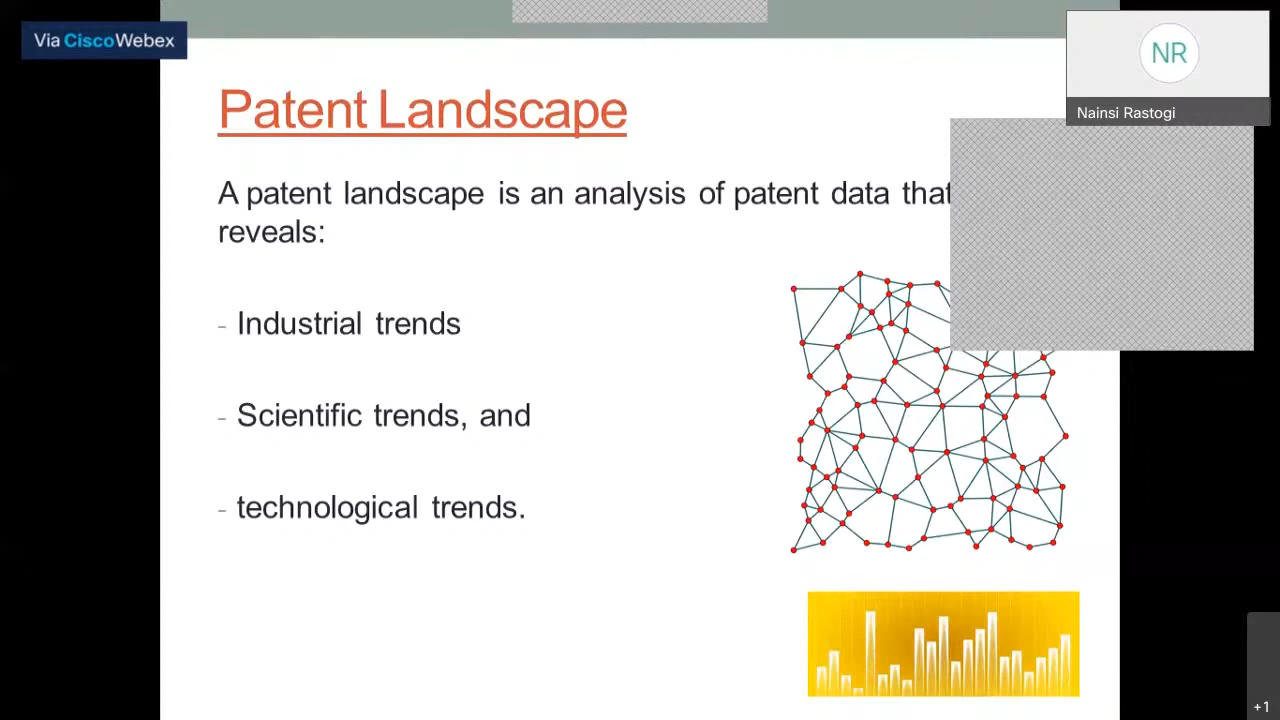 Via CiscoWebex
NR
Nainsi Rastogi
Patent Landscape
A patent landscape is an analysis of patent data that
reveals:
- Industrial trends
- Scientific trends, and
- technological trends.
+1